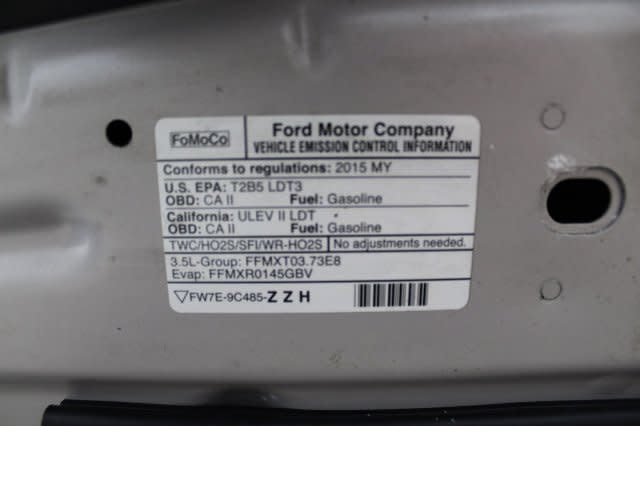 FoMoCo
Ford Motor Company
VEHICLE EMISSION CONTROL INFORMATION
Conforms to regulations: 2015 MY
U.S. EPA: T2B5 LDT3
OBD: CA II Fuel: Gasoline
California: ULEV II LDT
OBD: CA II Fuel: Gasoline
TWC/HO2S/SFI/WR-HO2S No adjustments needed.
3.5L-Group: FFMXT03.73E8
Evap: FFMXR0145GBV
FW7E-9C485-ZZH